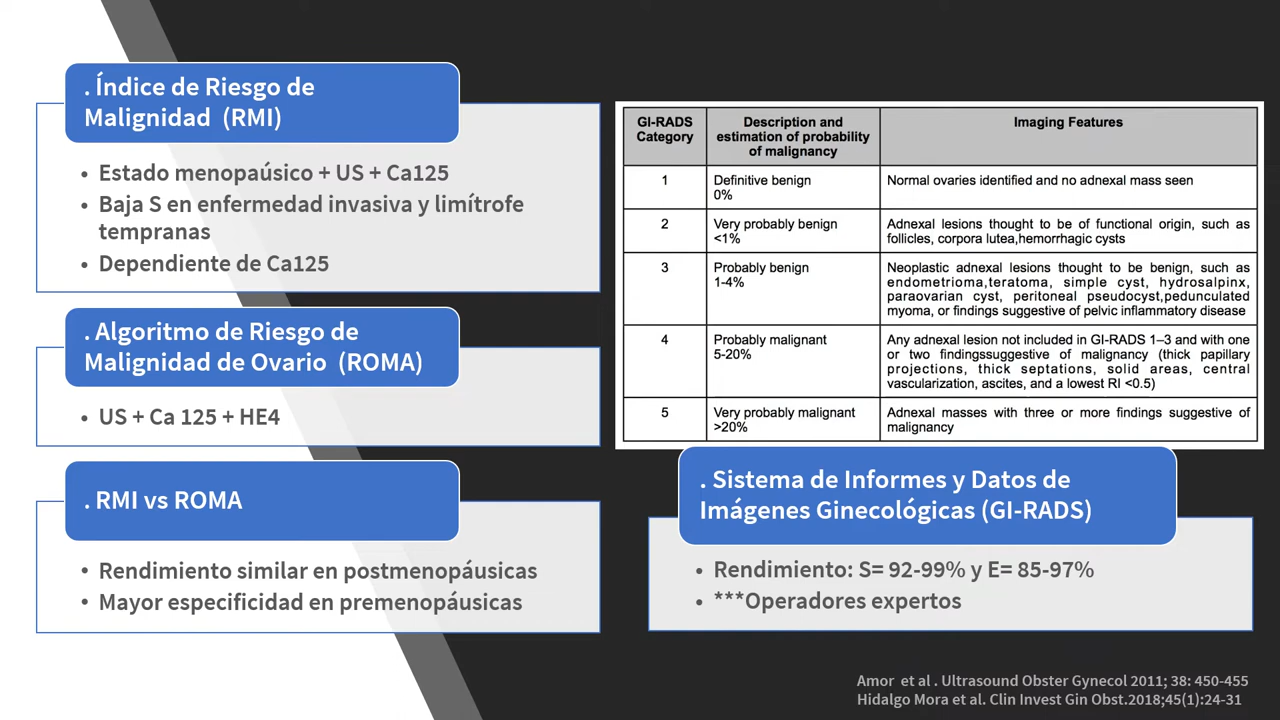 . Índice de Riesgo de
Malignidad (RMI)
• Estado menopaúsico + US + Ca125
• Baja S en enfermedad invasiva y limítrofe
tempranas
• Dependiente de Ca125
. Algoritmo de Riesgo de
Malignidad de Ovario (ROMA)
• US + Ca 125 + HE4
. RMI vs ROMA
• Rendimiento similar en postmenopáusicas
• Mayor especificidad en premenopáusicas
GI-RADS
Category
Description and
estimation of probability
of malignancy
Imaging Features
1
Definitive benign
0%
Normal ovaries identified and no adnexal mass seen
2
Very probably benign
<1%
Adnexal lesions thought to be of functional origin, such as
follicles, corpora lutea,hemorrhagic cysts
3
Probably benign
1-4%
Neoplastic adnexal lesions thought to be benign, such as
endometrioma,teratoma, simple cyst, hydrosalpinx,
paraovarian cyst, peritoneal pseudocyst,pedunculated
myoma, or findings suggestive of pelvic inflammatory disease
4
Probably malignant
5-20%
Any adnexal lesion not included in GI-RADS 1–3 and with one
or two findingssuggestive of malignancy (thick papillary
projections, thick septations, solid areas, central
vascularization, ascites, and a lowest RI <0.5)
5
Very probably malignant
>20%
Adnexal masses with three or more findings suggestive of
malignancy
. Sistema de Informes y Datos de
Imágenes Ginecológicas (GI-RADS)
• Rendimiento: S= 92-99% y E= 85-97%
• ***Operadores expertos
Amor et al . Ultrasound Obster Gynecol 2011; 38: 450-455
Hidalgo Mora et al. Clin Invest Gin Obst.2018;45(1):24-31